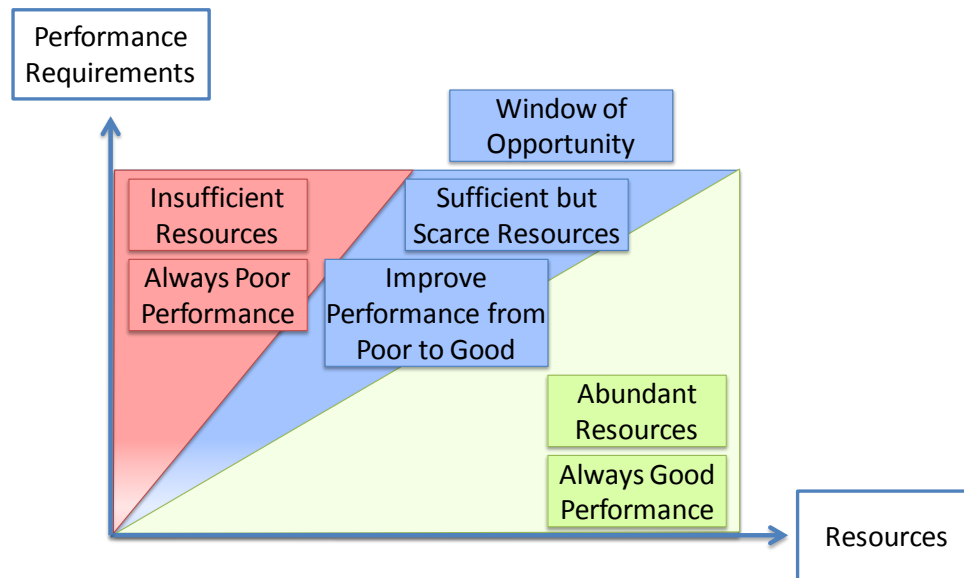 Performance
Requirements
Window of
Opportunity
Insufficient
Resources
Sufficient but
Scarce Resources
Always Poor
Performance
Improve
Performance from
Poor to Good
Abundant
Resources
Always Good
Performance
Resources